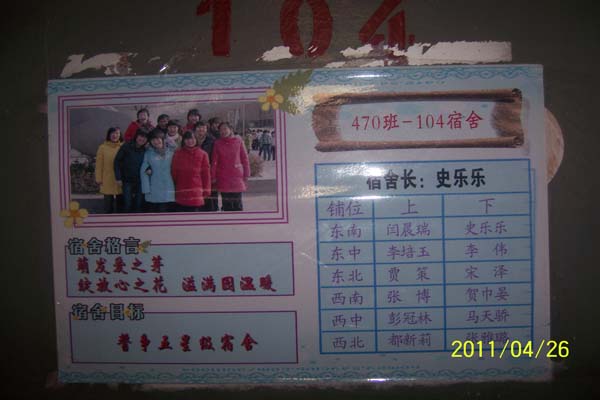 104
470班-104宿舍
宿舍长：史乐乐
铺位 上 下
东南 闫晨瑞 史乐乐
东中 李培玉 李伟
东北 贾策 宋泽
西南 张博 贺巾晏
西中 彭冠林 马天骄
西北 都新莉
宿舍格言
萌发爱之芽
绽放心之花 溢满园温暖
宿舍目标
誓争五星级宿舍
2011/04/26